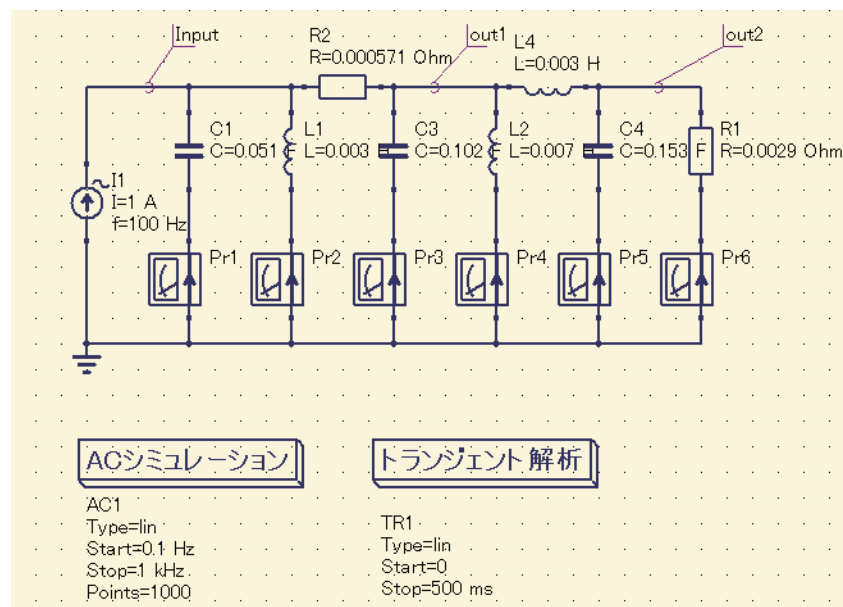 Input
R2
R=0.000571 Ohm
out1
L4
L=0.003 H
out2
C1
C=0.051 F
L1
L=0.003 H
C3
C=0.102 F
L2
L=0.007 H
C4
C=0.153 F
R1
R=0.0029 Ohm
I1
I=1 A
f=100 Hz
Pr1
Pr2
Pr3
Pr4
Pr5
Pr6
ACシミュレーション
トランジェント解析
AC1
Type=lin
Start=0.1 Hz
Stop=1 kHz
Points=1000
TR1
Type=lin
Start=0
Stop=500 ms